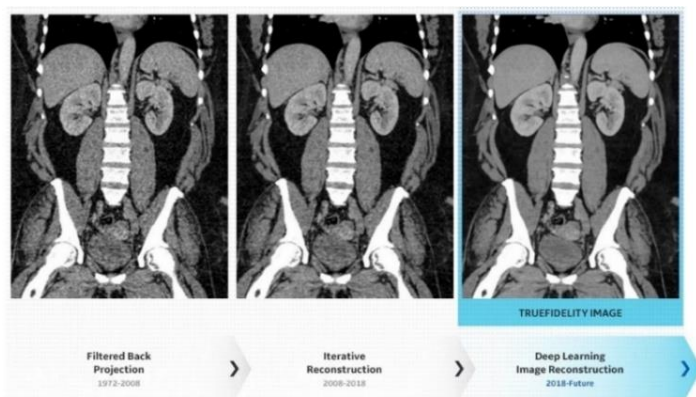 TRUEFIDELITY IMAGE
Filtered Back
Projection
1972-2008
Iterative
Reconstruction
2008-2018
Deep Learning
Image Reconstruction
2018-Future